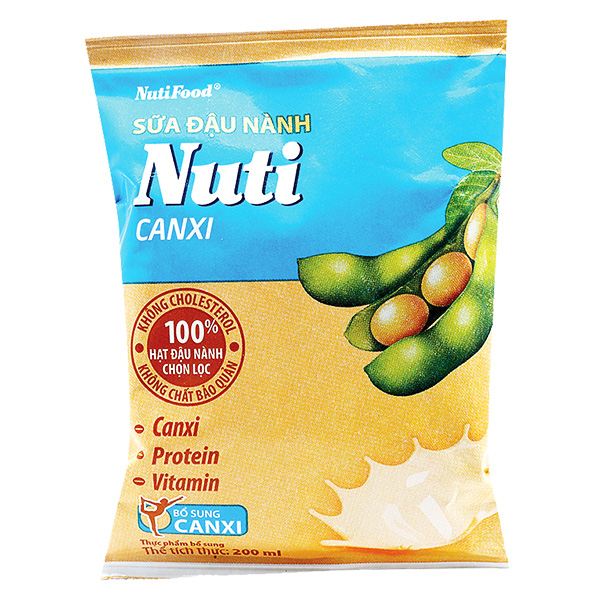 NutiFood®
SỮA ĐẬU NÀNH
Nuti
CANXI
KHÔNG CHOLESTEROL
100%
HẠT ĐẬU NÀNH
CHỌN LỌC
KHÔNG CHẤT BẢO QUẢN
Canxi
Protein
Vitamin
BỔ SUNG
CANXI
Thực phẩm bổ sung
Thể tích thực: 200 ml